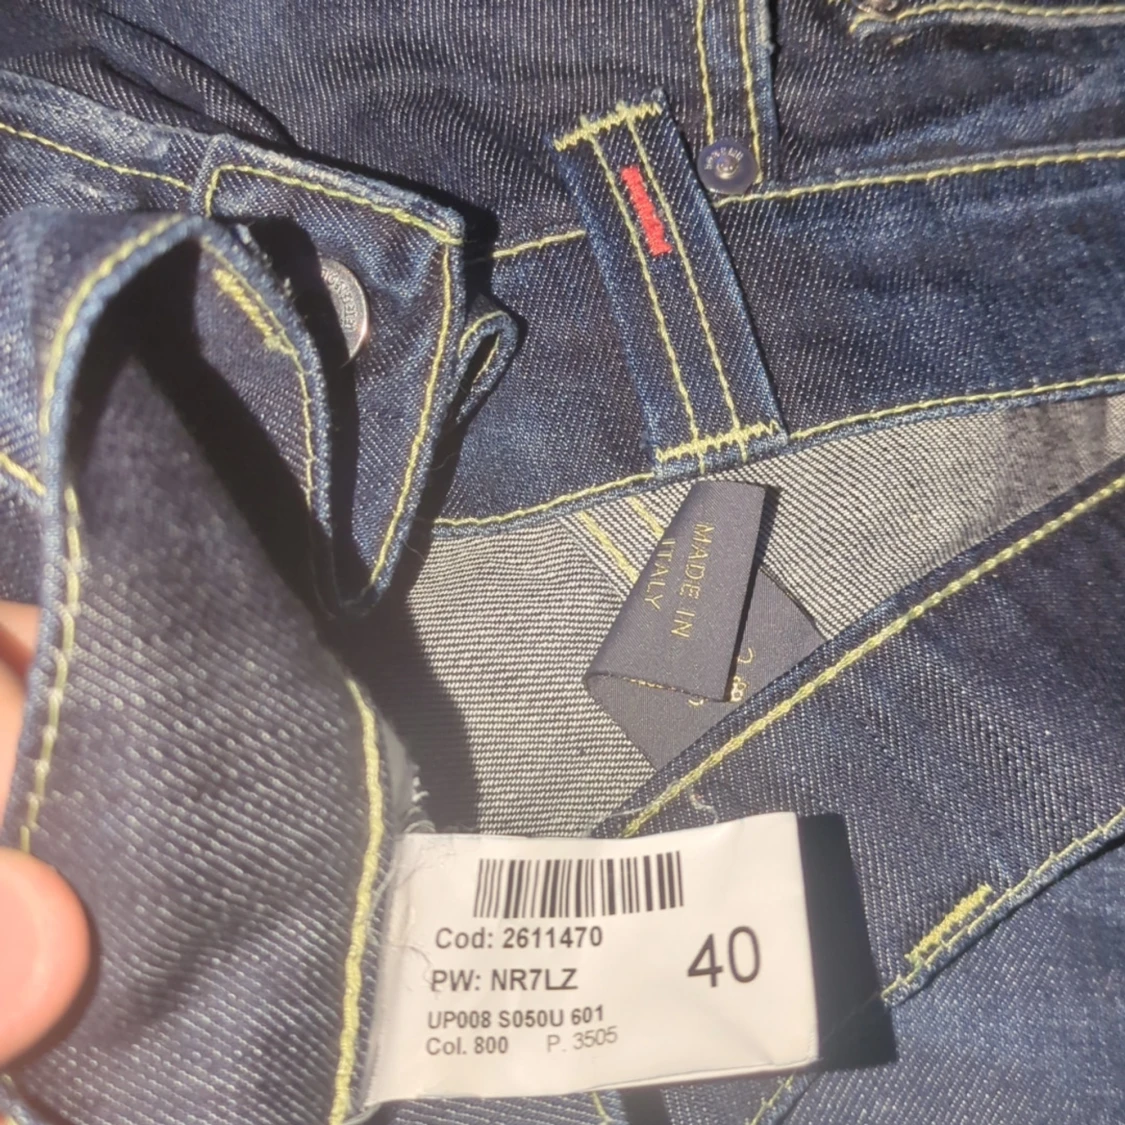 MADE IN
ITALY
Cod: 2611470
40
PW: NR7LZ
UP008 S050U 601
Col. 800 P. 3505